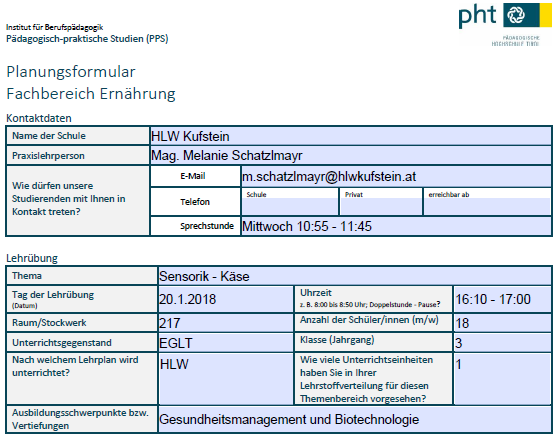 Institut für Berufspädagogik
Pädagogisch-praktische Studien (PPS)
pht
PÄDAGOGISCHE
HOCHSCHULE TIROL
Planungsformular
Fachbereich Ernährung
Kontaktdaten
Name der Schule HLW Kufstein
Praxislehrperson Mag. Melanie Schatzlmayr
Wie dürfen unsere Studierenden mit Ihnen in Kontakt treten?
E-Mail m.schatzlmayr@hlwkufstein.at
Telefon Schule Privat erreichbar ab
Sprechstunde Mittwoch 10:55 - 11:45
Lehrübung
Thema Sensorik - Käse
Tag der Lehrübung
(Datum)
20.1.2018
Uhrzeit
z. B. 8:00 bis 8:50 Uhr; Doppelstunde - Pause?
16:10 - 17:00
Raum/Stockwerk 217
Anzahl der Schüler/innen (m/w) 18
Unterrichtsgegenstand EGLT
Klasse (Jahrgang) 3
Nach welchem Lehrplan wird
unterrichtet?
HLW
Wie viele Unterrichtseinheiten
haben Sie in Ihrer
Lehrstoffverteilung für diesen
Themenbereich vorgesehen?
1
Ausbildungsschwerpunkte bzw.
Vertiefungen
Gesundheitsmanagement und Biotechnologie